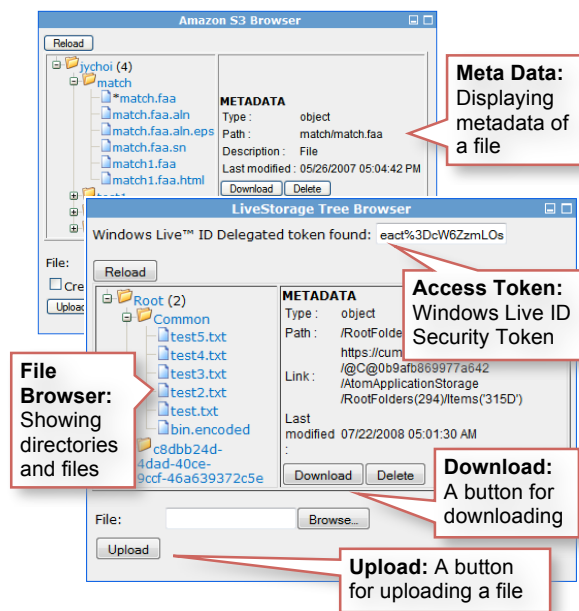 Amazon S3 Browser
Reload
jychoi (4)
match
*match.faa
match.faa.aln
match.faa.aln.eps
match.faa.sn
match1.faa
match1.faa.html
METADATA
Type : object
Path : match/match.faa
Description : File
Last modified : 05/26/2007 05:04:42 PM
Download Delete
Meta Data:
Displaying
metadata of
a file
File:
Cre
LiveStorage Tree Browser
Windows Live™ ID Delegated token found: eact%3DcW6ZzmLOs
Reload
Root (2)
Common
test5.txt
test4.txt
test3.txt
test2.txt
test.txt
bin.encoded
c8dbb24d-
4dad-40ce-
9ccf-46a639372c5e
METADATA
Type : object
Path : /RootFolder
https://cum
Link : /@C@0b9afb869977a642
/AtomApplicationStorage
/RootFolders(294)/Items('315D')
Last
modified 07/22/2008 05:01:30 AM
:
Download Delete
Access Token:
Windows Live ID
Security Token
File
Browser:
Showing
directories
and files
Download:
A button for
downloading
File: Browse...
Upload
Upload: A button
for uploading a file